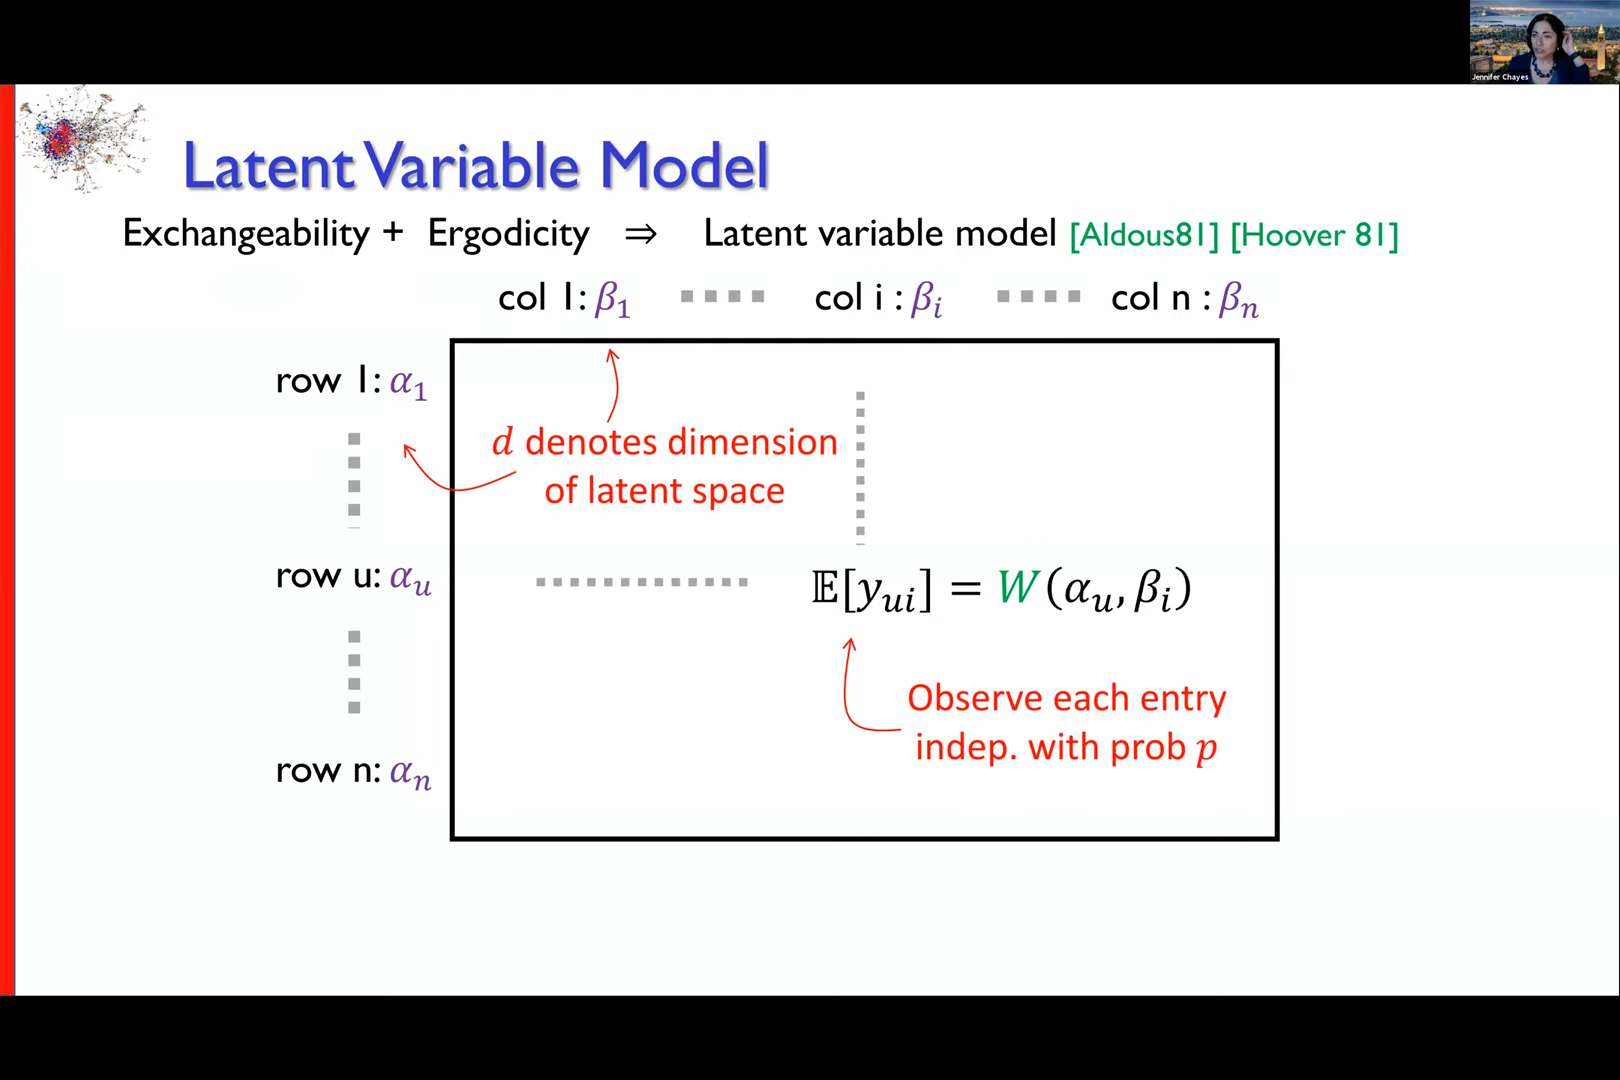 Jennifer Chayes
Latent Variable Model
Exchangeability + Ergodicity ⇒ Latent variable model [Aldous81] [Hoover 81]
col 1: β₁ col i : βᵢ col n : βₙ
row 1: α₁
d denotes dimension
of latent space
row u: αᵤ
𝔼[yᵤᵢ] = W(αᵤ, βᵢ)
Observe each entry
indep. with prob p
row n: αₙ